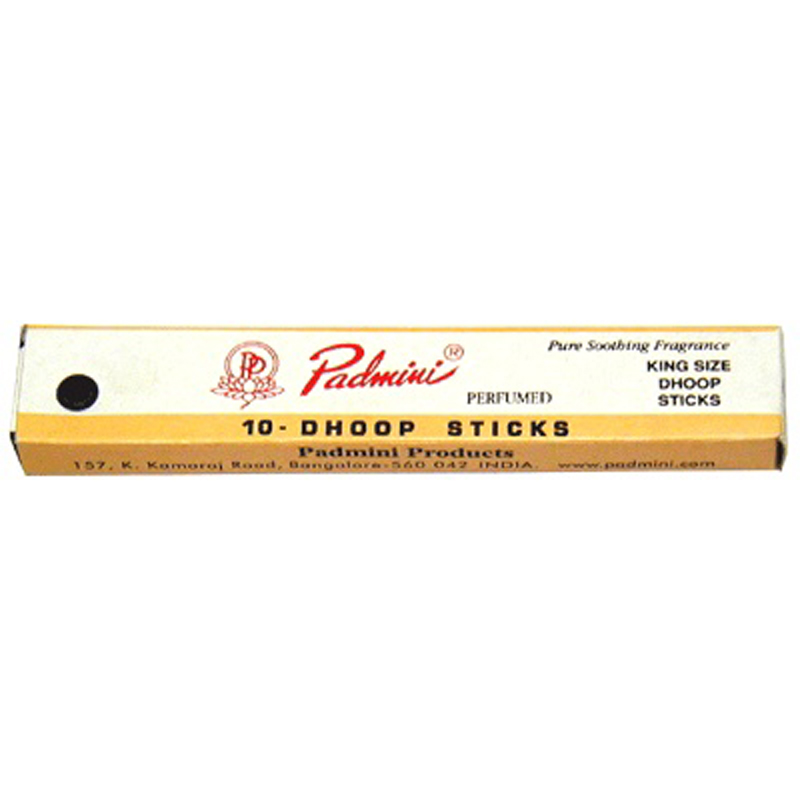 PP
Padmini®
PERFUMED
Pure Soothing Fragrance
KING SIZE
DHOOP
STICKS
10 - DHOOP STICKS
Padmini Products
157, K. Kamaraj Road, Bangalore-560 042 INDIA. www.padmini.com